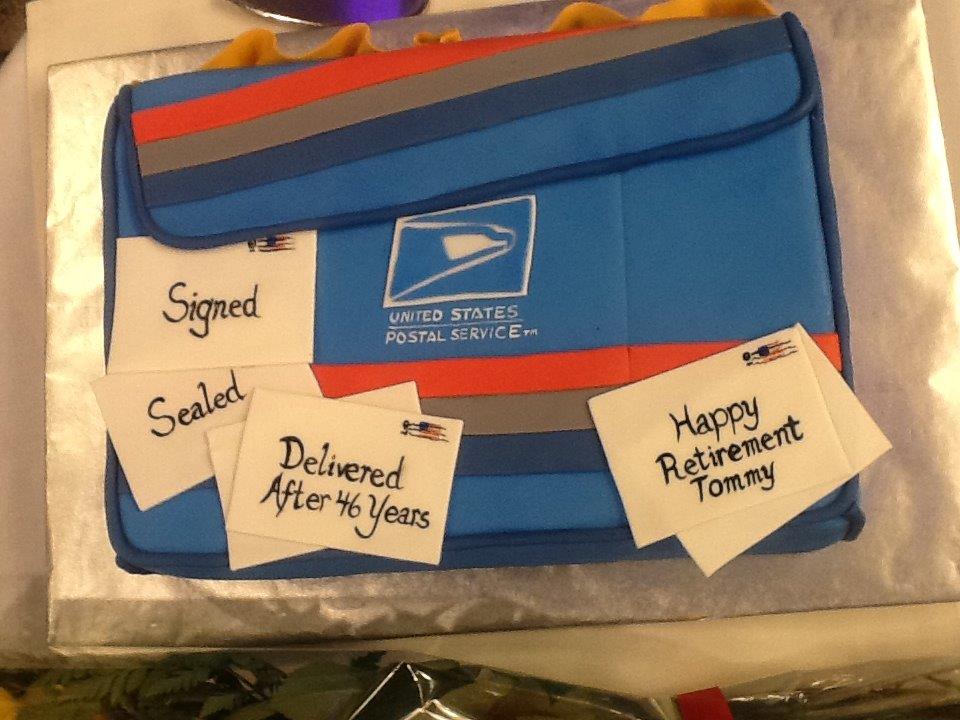 Signed
Sealed
Delivered
After 46 Years
UNITED STATES
POSTAL SERVICE™
Happy
Retirement
Tommy